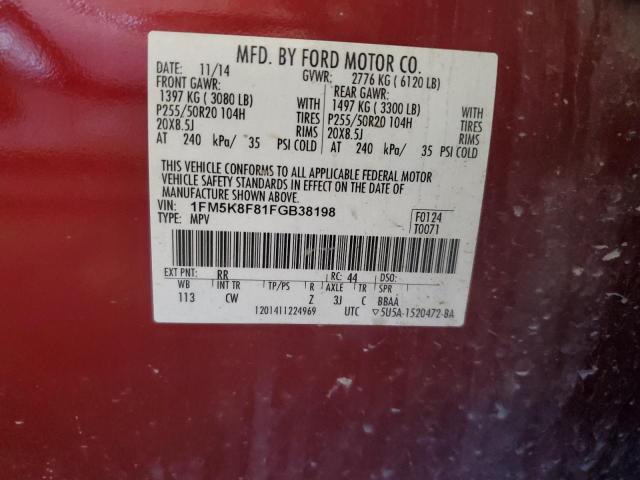 MFD. BY FORD MOTOR CO.
DATE: 11/14 GVWR: 2776 KG ( 6120 LB)
FRONT GAWR: REAR GAWR:
1397 KG ( 3080 LB) WITH 1497 KG ( 3300 LB) WITH
P255/50R20 104H TIRES P255/50R20 104H TIRES
20X8.5J RIMS 20X8.5J RIMS
AT 240 kPa/ 35 PSI COLD AT 240 kPa/ 35 PSI COLD
THIS VEHICLE CONFORMS TO ALL APPLICABLE FEDERAL MOTOR
VEHICLE SAFETY STANDARDS IN EFFECT ON THE DATE OF
MANUFACTURE SHOWN ABOVE.
VIN: 1FM5K8F81FGB38198 F0124
TYPE: MPV T0071
EXT PNT: RR RC: 44 DSO:
WB INT TR TP/PS R AXLE TR SPR
113 CW Z 3J C BBAA
1201411224969 UTC ▽5U5A-1520472-BA